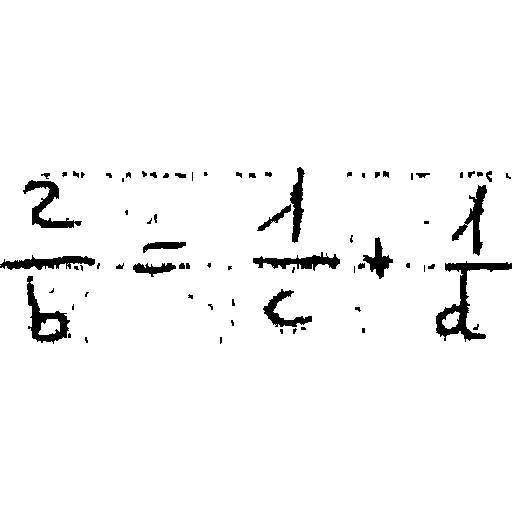 2/b = 1/c + 1/d